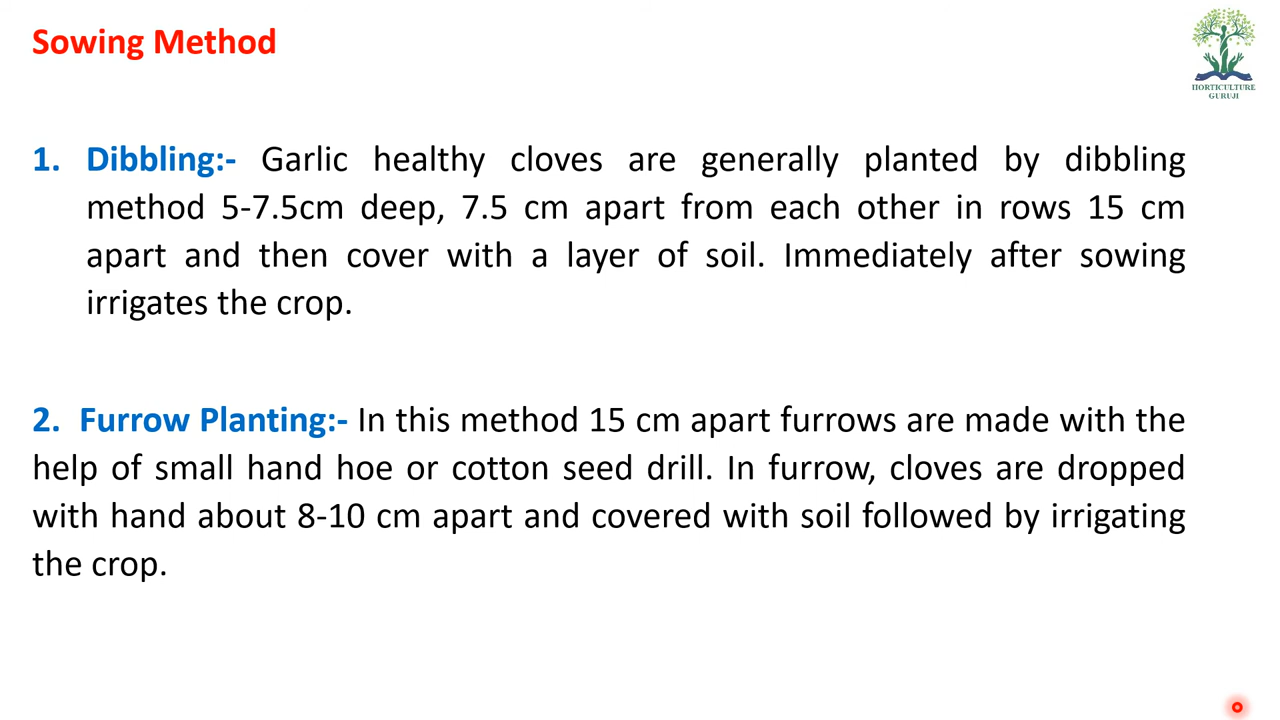 Sowing Method
HORTICULTURE
GURUJI
1. Dibbling:- Garlic healthy cloves are generally planted by dibbling
method 5-7.5cm deep, 7.5 cm apart from each other in rows 15 cm
apart and then cover with a layer of soil. Immediately after sowing
irrigates the crop.
2. Furrow Planting:- In this method 15 cm apart furrows are made with the
help of small hand hoe or cotton seed drill. In furrow, cloves are dropped
with hand about 8-10 cm apart and covered with soil followed by irrigating
the crop.